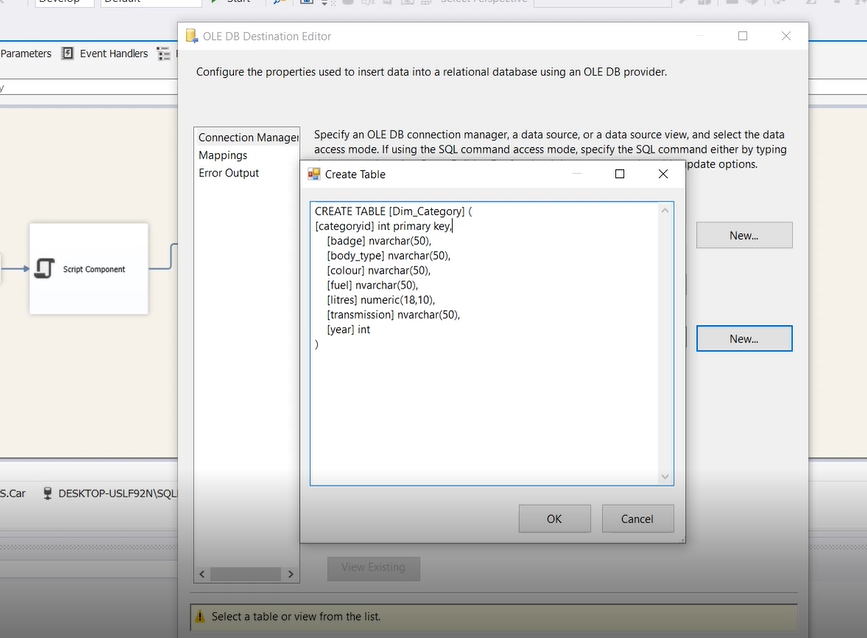 Develop
Default
Start
Select Perspective
OLE DB Destination Editor
Parameters
Event Handlers
Configure the properties used to insert data into a relational database using an OLE DB provider.
Connection Manager
Mappings
Error Output
Specify an OLE DB connection manager, a data source, or a data source view, and select the data
access mode. If using the SQL command access mode, specify the SQL command either by typing
update options.
Create Table
CREATE TABLE [Dim_Category] (
[categoryid] int primary key,
[badge] nvarchar(50),
[body_type] nvarchar(50),
[colour] nvarchar(50),
[fuel] nvarchar(50),
[litres] numeric(18,10),
[transmission] nvarchar(50),
[year] int
)
New...
New...
Script Component
S.Car
DESKTOP-USLF92N\SQL
OK
Cancel
View Existing
Select a table or view from the list.